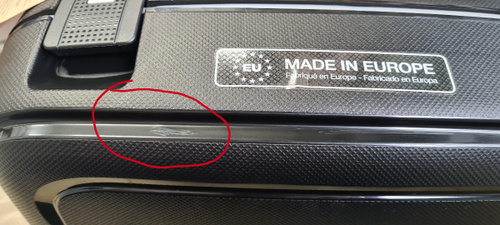 EU
MADE IN EUROPE
Fabriqué en Europe - Fabricado en Europa